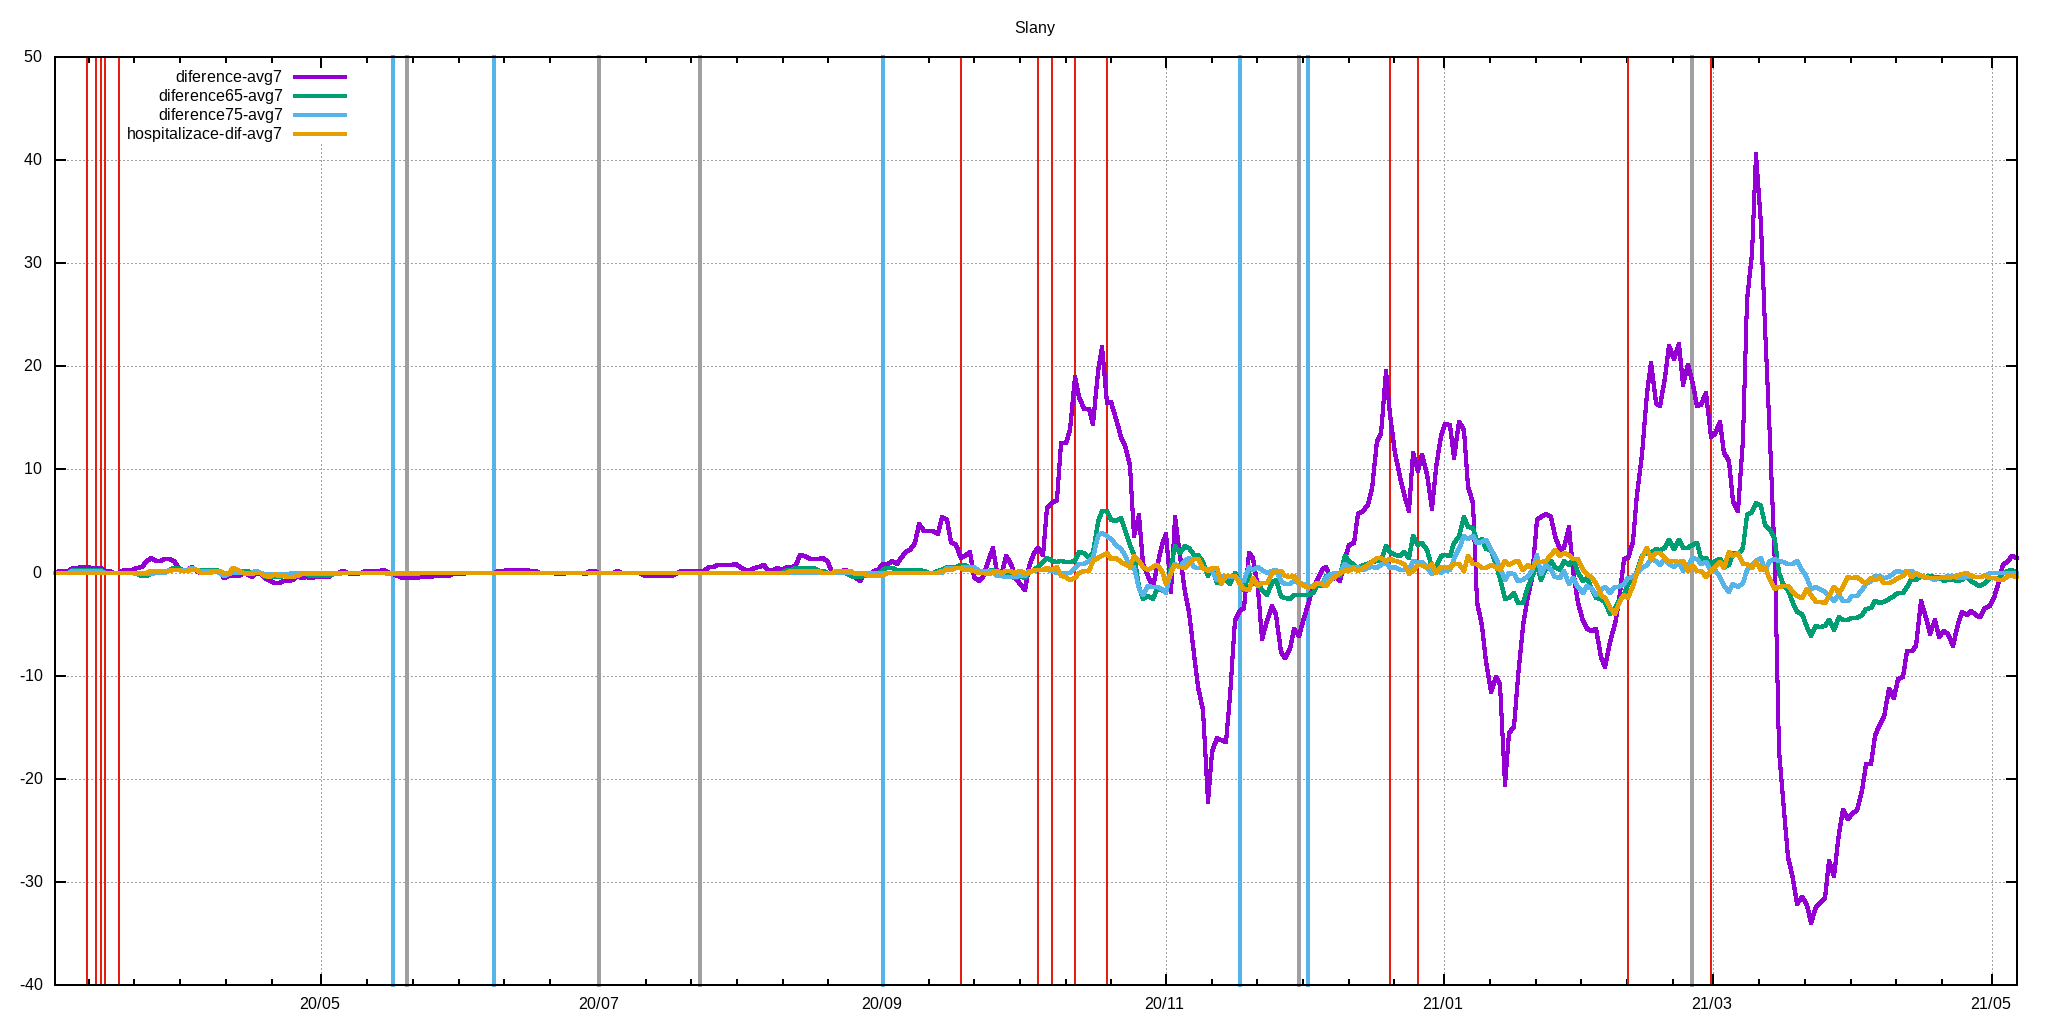 Slany
50
40
30
20
10
0
-10
-20
-30
-40
diference-avg7
diference65-avg7
diference75-avg7
hospitalizace-dif-avg7
20/05 20/07 20/09 20/11 21/01 21/03 21/05